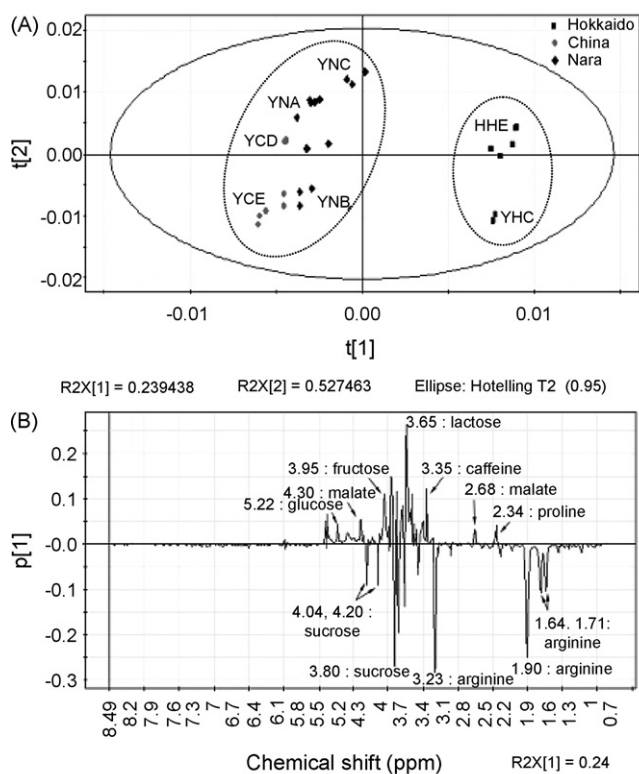 (A)
0.02
0.01
0.00
-0.01
-0.02
t[2]
Hokkaido
China
Nara
YNC
YNA
YCD
YCE
YNB
HHE
YHC
-0.01
0.00
0.01
t[1]
R2X[1] = 0.239438
R2X[2] = 0.527463
Ellipse: Hotelling T2 (0.95)
(B)
0.2
0.1
-0.0
-0.1
-0.2
-0.3
p[1]
3.65 : lactose
3.95 : fructose
3.35 : caffeine
4.30 : malate
5.22 : glucose
2.68 : malate
2.34 : proline
4.04, 4.20 :
sucrose
1.64. 1.71:
arginine
3.80 : sucrose
3.23 : arginine
1.90 : arginine
8.49
8.2
7.9
7.6
7.3
7
6.7
6.4
6.1
5.8
5.5
5.2
4.3
4
3.7
3.4
3.1
2.8
2.5
2.2
1.9
1.6
1.3
1
0.7
Chemical shift (ppm)
R2X[1] = 0.24